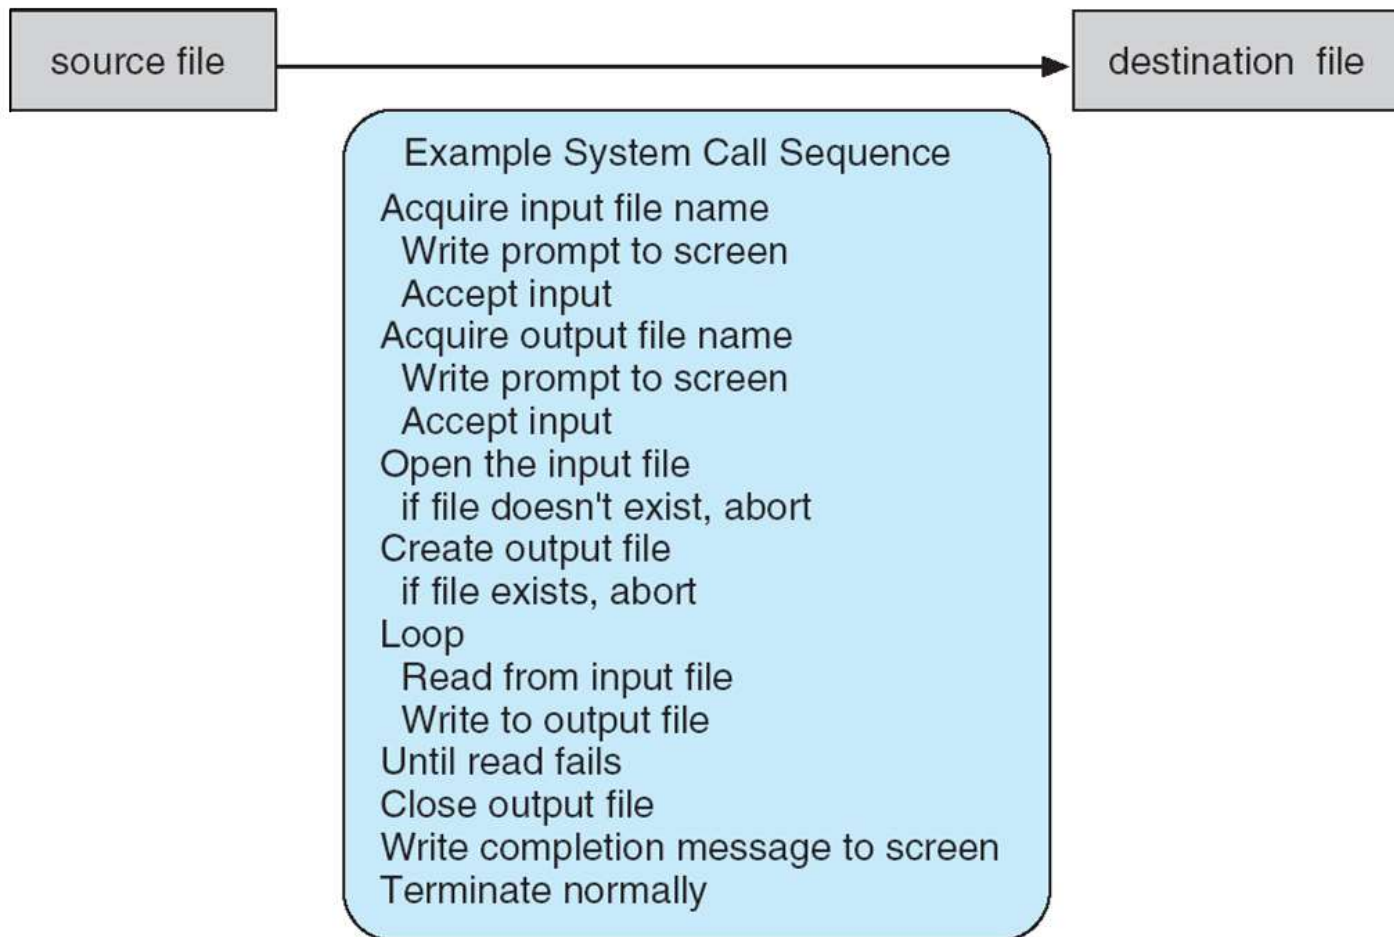 source file
destination file
Example System Call Sequence
Acquire input file name
Write prompt to screen
Accept input
Acquire output file name
Write prompt to screen
Accept input
Open the input file
if file doesn't exist, abort
Create output file
if file exists, abort
Loop
Read from input file
Write to output file
Until read fails
Close output file
Write completion message to screen
Terminate normally